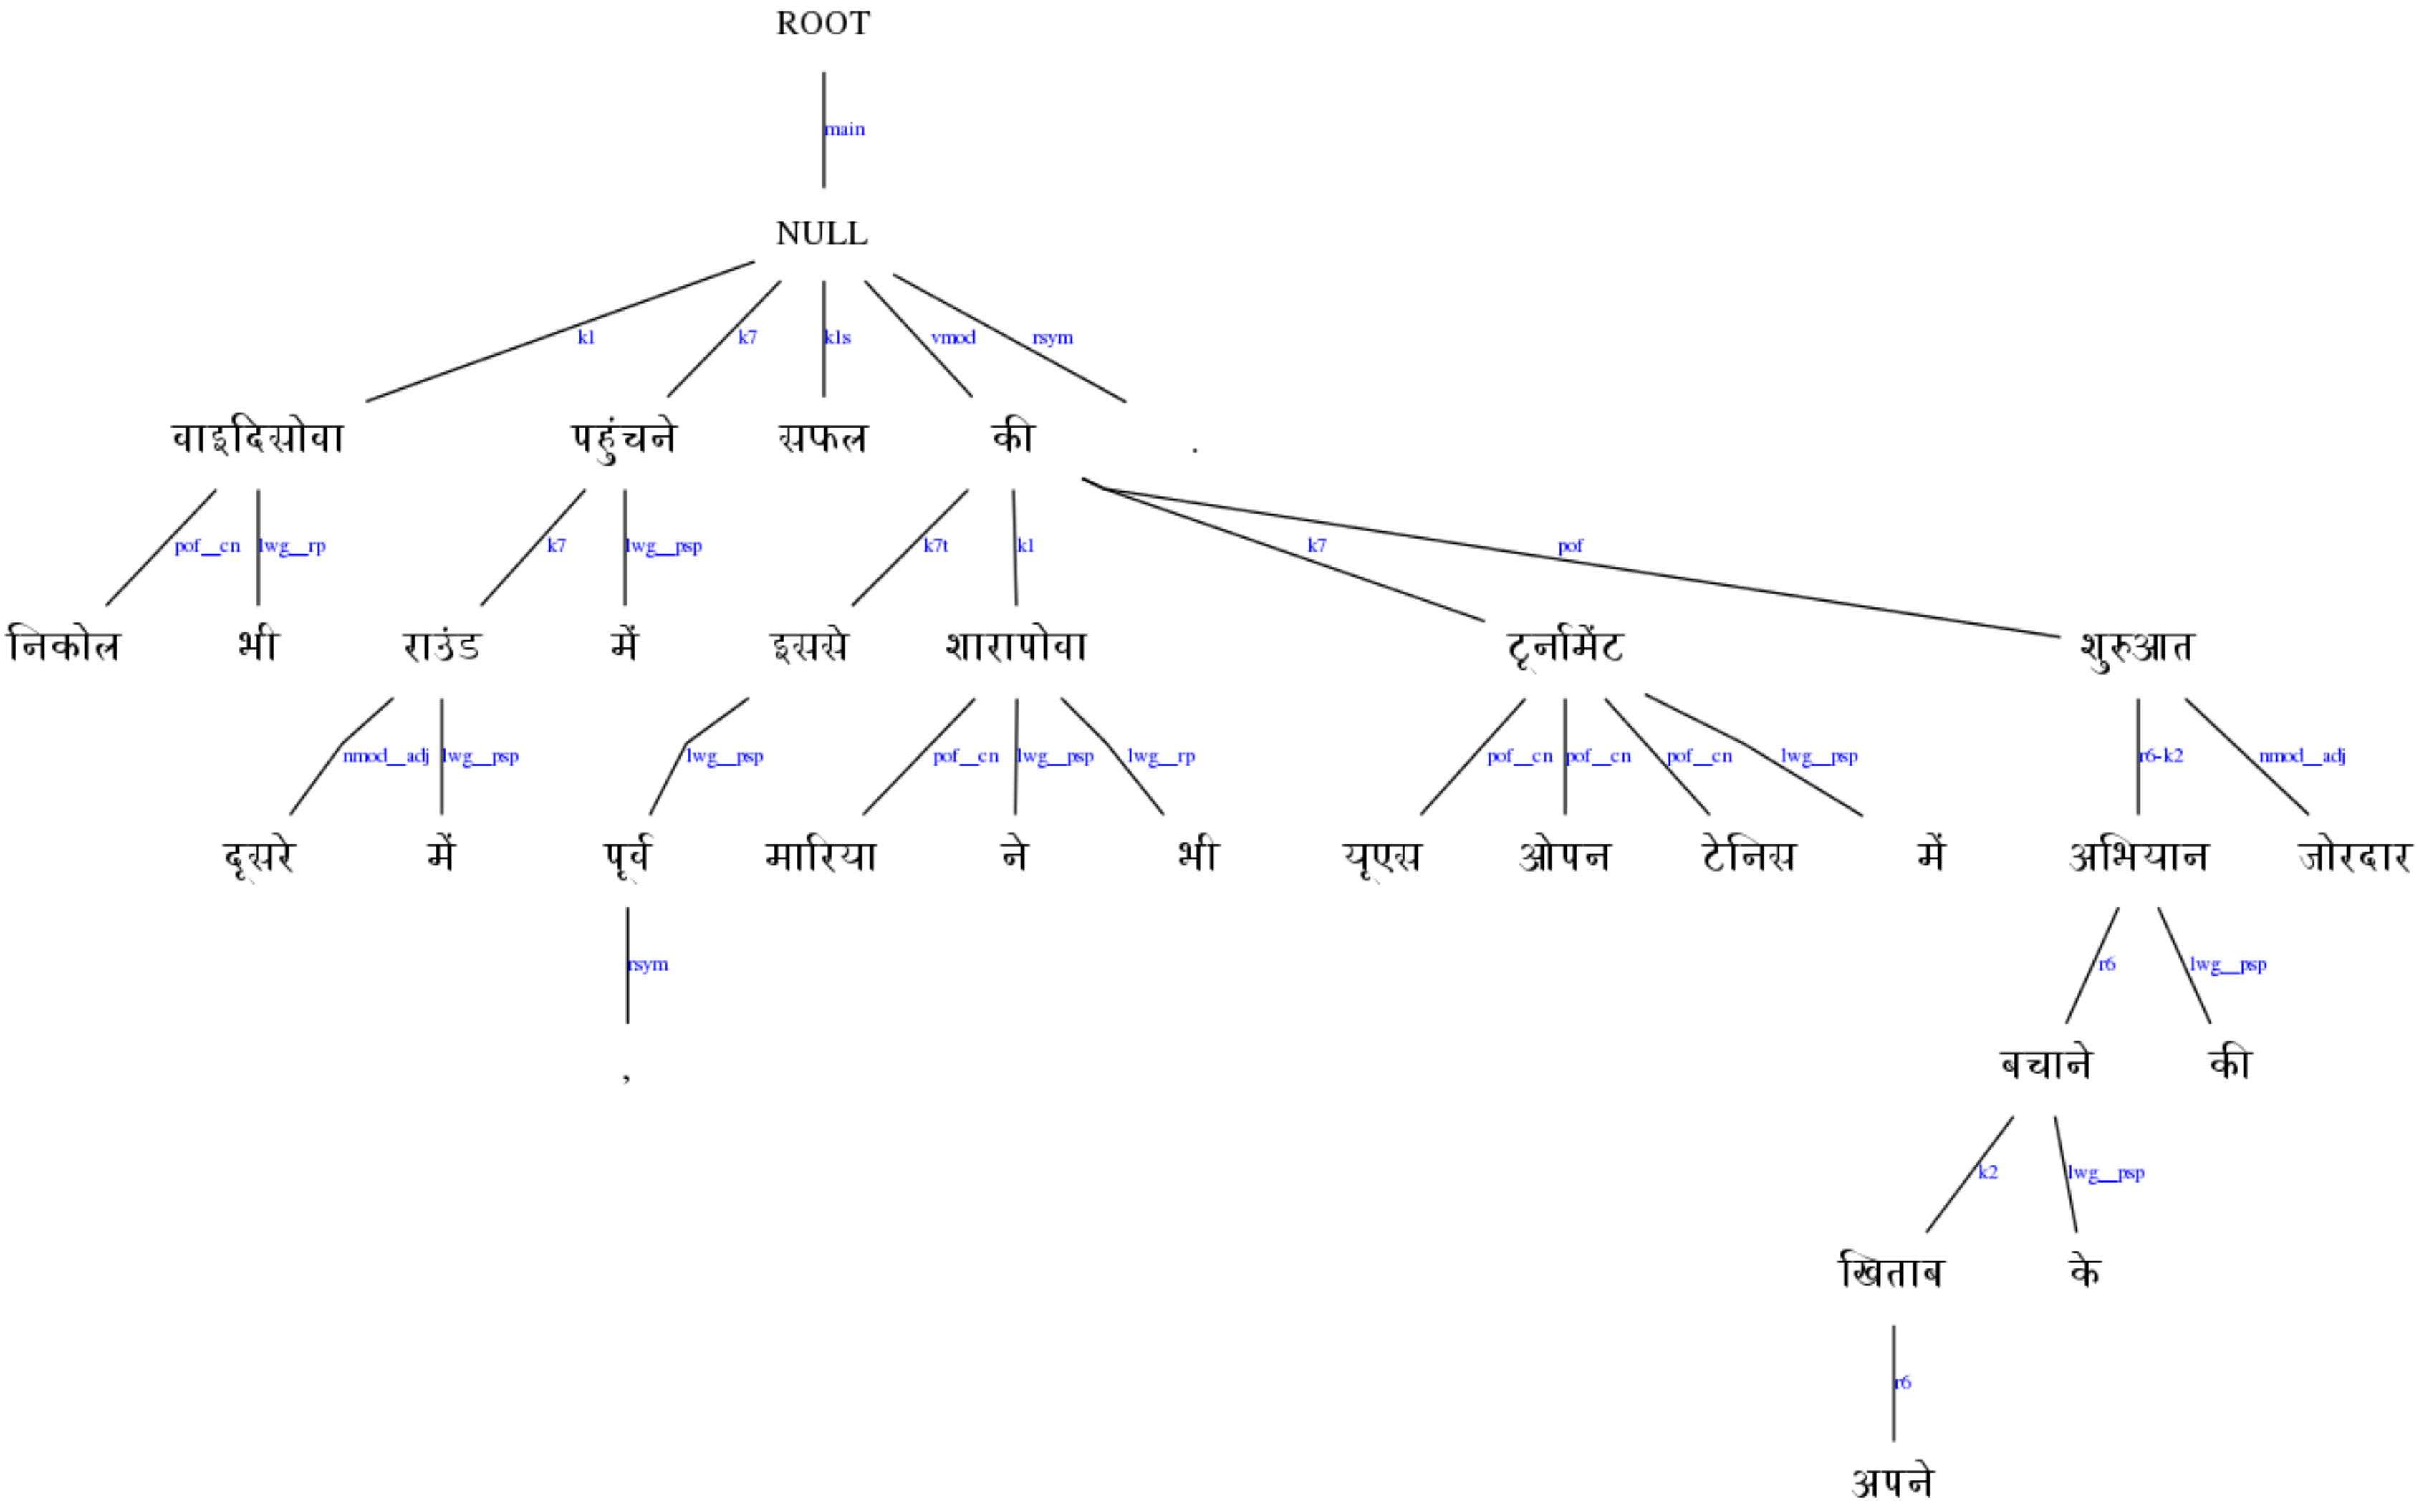 ROOT
main
NULL
k1 k7 k1s vmod rsym
वाइदिसोवा पहुंचने सफल की .
pof__cn lwg__rp k7 lwg__psp k7t k1 k7 pof
निकोल भी राउंड में इससे शारापोवा टूर्नामेंट शुरुआत
nmod__adj lwg__psp lwg__psp pof__cn lwg__psp lwg__rp pof__cn pof__cn pof__cn lwg__psp r6-k2 nmod__adj
दूसरे में पूर्व मारिया ने भी यूएस ओपन टेनिस में अभियान जोरदार
rsym r6 lwg__psp
, बचाने की
k2 lwg__psp
खिताब के
r6
अपने